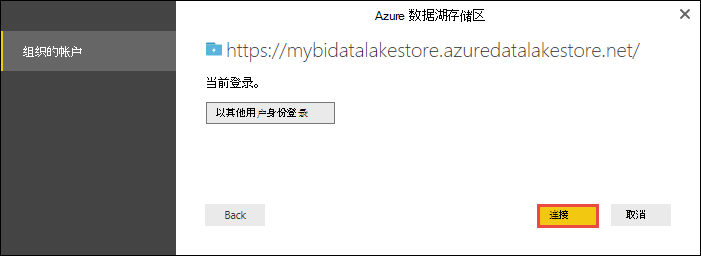 Azure 数据湖存储区
组织的帐户
https://mybidatalakestore.azuredatalakestore.net/
当前登录。
以其他用户身份登录
Back
连接
取消